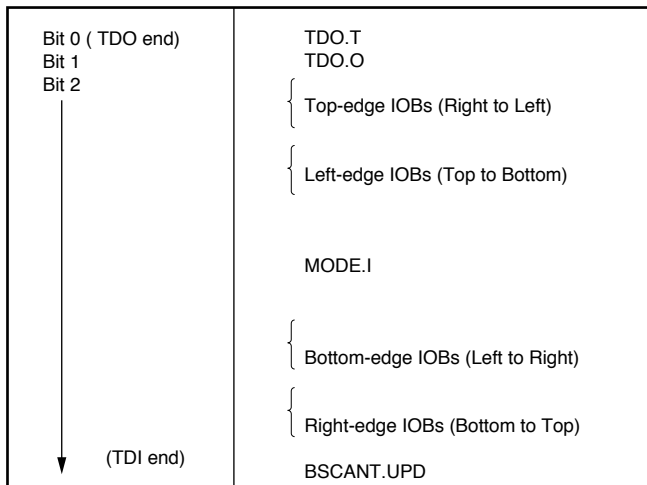 Bit 0 ( TDO end)
TDO.T
Bit 1
TDO.O
Bit 2
Top-edge IOBs (Right to Left)
Left-edge IOBs (Top to Bottom)
MODE.I
Bottom-edge IOBs (Left to Right)
Right-edge IOBs (Bottom to Top)
(TDI end)
BSCANT.UPD